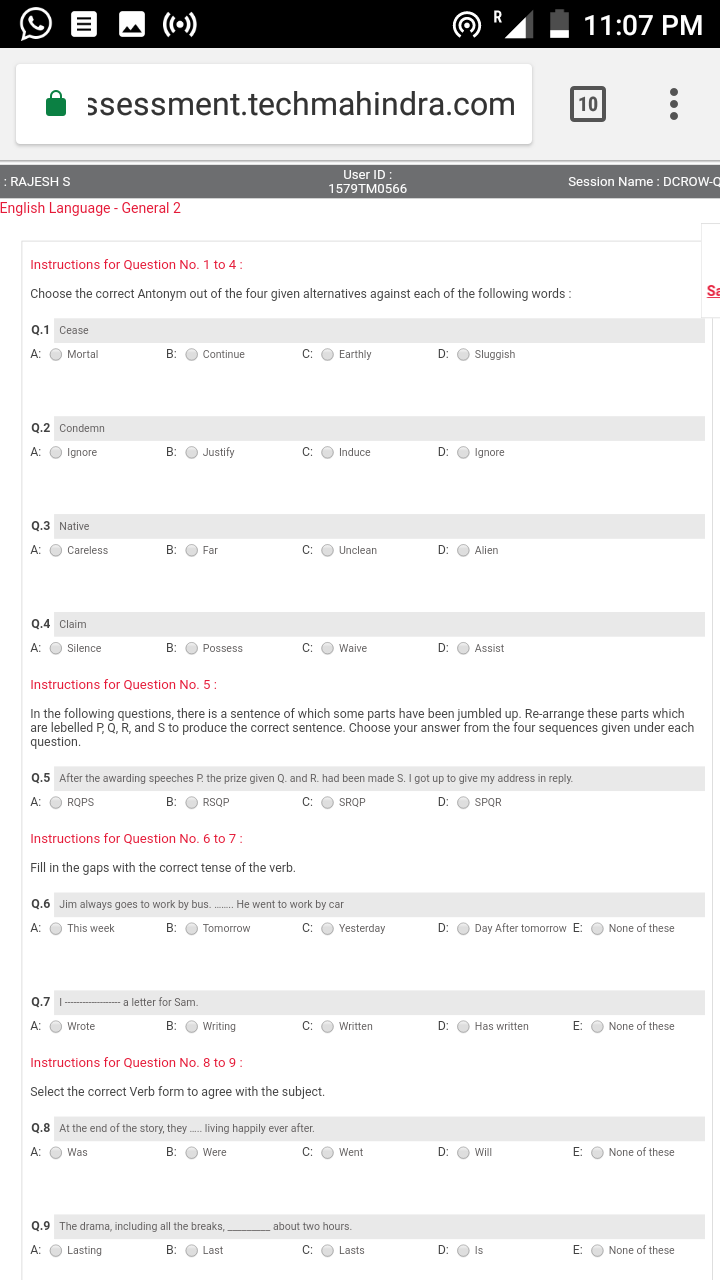 R 11:07 PM
ssessment.techmahindra.com 10
: RAJESH S User ID : 1579TM0566 Session Name : DCROW-Q
English Language - General 2
Instructions for Question No. 1 to 4 :
Sa
Choose the correct Antonym out of the four given alternatives against each of the following words :
Q.1 Cease
A: Mortal B: Continue C: Earthly D: Sluggish
Q.2 Condemn
A: Ignore B: Justify C: Induce D: Ignore
Q.3 Native
A: Careless B: Far C: Unclean D: Alien
Q.4 Claim
A: Silence B: Possess C: Waive D: Assist
Instructions for Question No. 5 :
In the following questions, there is a sentence of which some parts have been jumbled up. Re-arrange these parts which
are labelled P, Q, R, and S to produce the correct sentence. Choose your answer from the four sequences given under each
question.
Q.5 After the awarding speeches P. the prize given Q. and R. had been made S. I got up to give my address in reply.
A: RQPS B: RSQP C: SRQP D: SPQR
Instructions for Question No. 6 to 7 :
Fill in the gaps with the correct tense of the verb.
Q.6 Jim always goes to work by bus. ........ He went to work by car
A: This week B: Tomorrow C: Yesterday D: Day After tomorrow E: None of these
Q.7 I ------------------- a letter for Sam.
A: Wrote B: Writing C: Written D: Has written E: None of these
Instructions for Question No. 8 to 9 :
Select the correct Verb form to agree with the subject.
Q.8 At the end of the story, they ..... living happily ever after.
A: Was B: Were C: Went D: Will E: None of these
Q.9 The drama, including all the breaks, _________ about two hours.
A: Lasting B: Last C: Lasts D: Is E: None of these